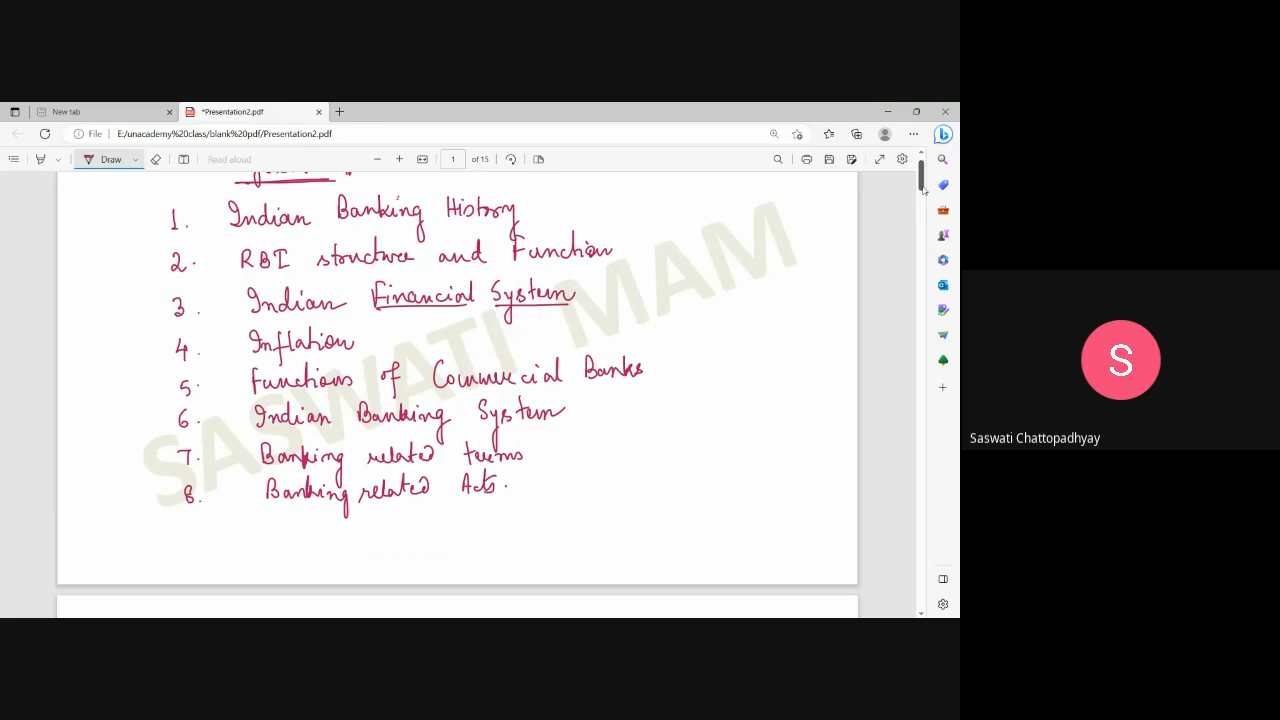 New tab
*Presentation2.pdf
File
E:/unacademy%20class/blank%20pdf/Presentation2.pdf
Draw
Read aloud
1 of 15
1. Indian Banking History
2. RBI structure and Function
3. Indian Financial System
4. Inflation
5. Functions of Commercial Banks
6. Indian Banking System
7. Banking related terms
8. Banking related Acts.
SASWATI MAM
S
Saswati Chattopadhyay